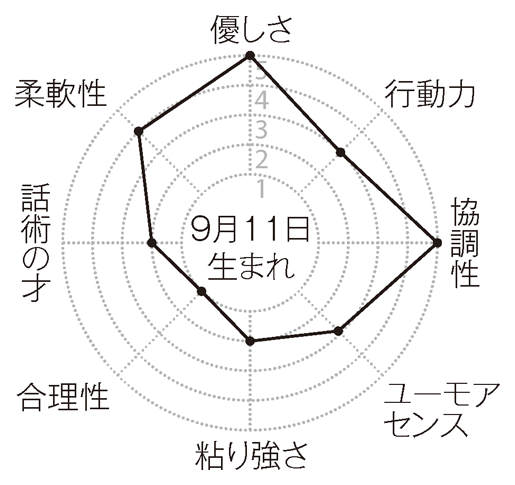 優しさ
行動力
協調性
ユーモア
センス
粘り強さ
合理性
話術の才
柔軟性
5
4
3
2
1
9月11日
生まれ